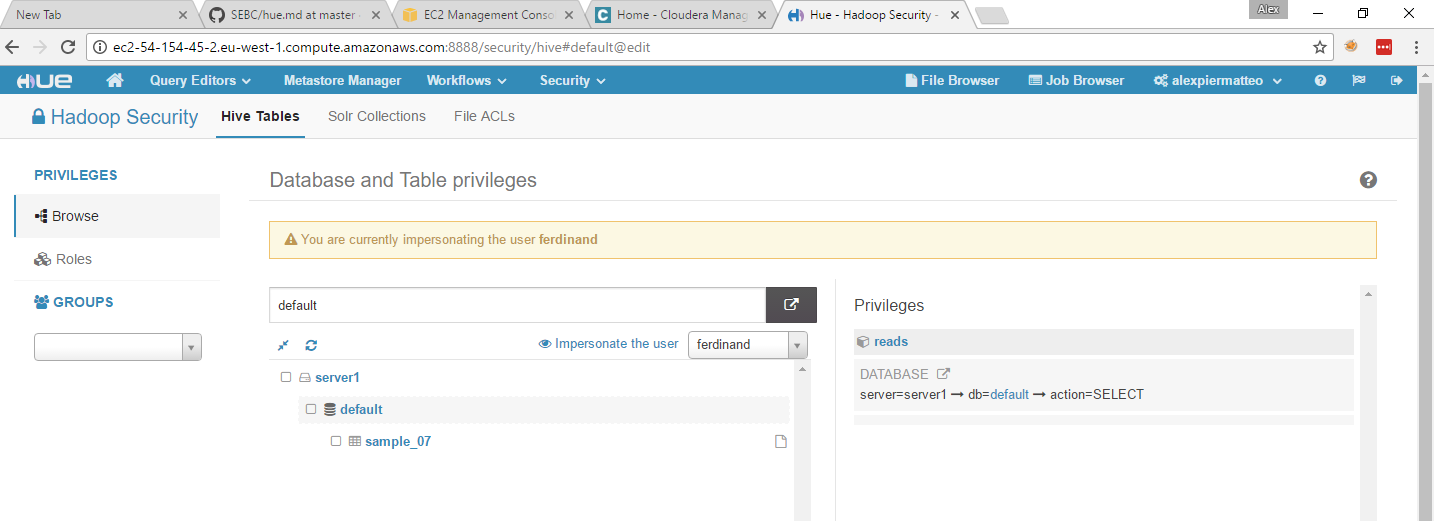 New Tab
SEBC/hue.md at master
EC2 Management Conso
Home - Cloudera Manag
Hue - Hadoop Security -
Alex
ec2-54-154-45-2.eu-west-1.compute.amazonaws.com:8888/security/hive#default@edit
HUE Query Editors Metastore Manager Workflows Security File Browser Job Browser alexpiermatteo
Hadoop Security Hive Tables Solr Collections File ACLs
PRIVILEGES
Browse
Roles
GROUPS
Database and Table privileges
You are currently impersonating the user ferdinand
default
Impersonate the user ferdinand
server1
default
sample_07
Privileges
reads
DATABASE
server=server1 → db=default → action=SELECT